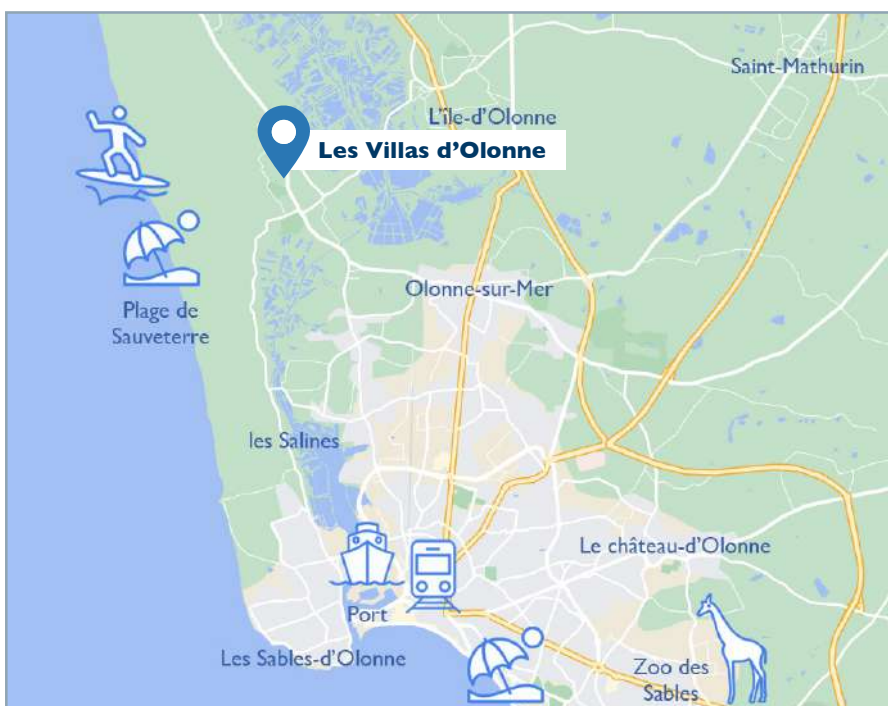 Saint-Mathurin
L'île-d'Olonne
Les Villas d'Olonne
Olonne-sur-Mer
Plage de
Sauveterre
les Salines
Le château-d'Olonne
Port
Les Sables-d'Olonne
Zoo des
Sables